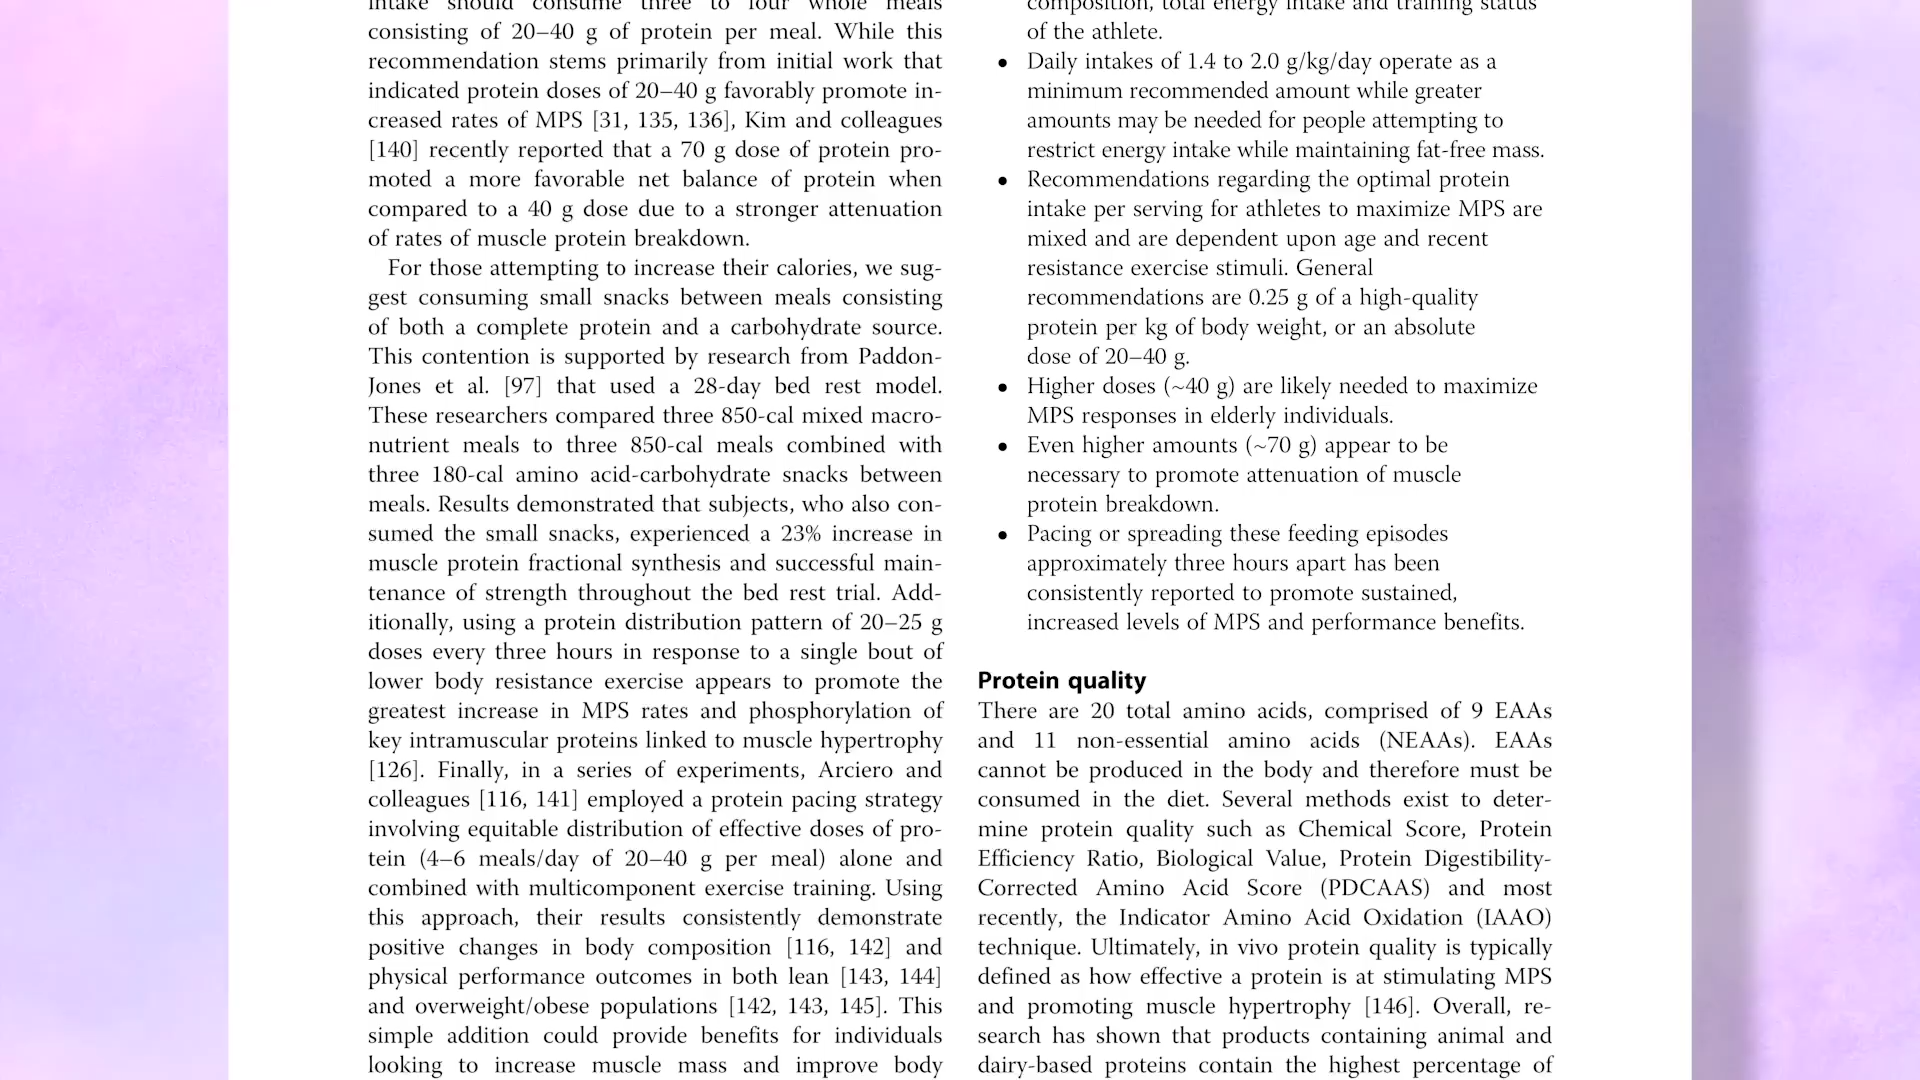 intake should consume three to four whole meals
consisting of 20–40 g of protein per meal. While this
recommendation stems primarily from initial work that
indicated protein doses of 20–40 g favorably promote in-
creased rates of MPS [31, 135, 136], Kim and colleagues
[140] recently reported that a 70 g dose of protein pro-
moted a more favorable net balance of protein when
compared to a 40 g dose due to a stronger attenuation
of rates of muscle protein breakdown.
For those attempting to increase their calories, we sug-
gest consuming small snacks between meals consisting
of both a complete protein and a carbohydrate source.
This contention is supported by research from Paddon-
Jones et al. [97] that used a 28-day bed rest model.
These researchers compared three 850-cal mixed macro-
nutrient meals to three 850-cal meals combined with
three 180-cal amino acid-carbohydrate snacks between
meals. Results demonstrated that subjects, who also con-
sumed the small snacks, experienced a 23% increase in
muscle protein fractional synthesis and successful main-
tenance of strength throughout the bed rest trial. Add-
itionally, using a protein distribution pattern of 20–25 g
doses every three hours in response to a single bout of
lower body resistance exercise appears to promote the
greatest increase in MPS rates and phosphorylation of
key intramuscular proteins linked to muscle hypertrophy
[126]. Finally, in a series of experiments, Arciero and
colleagues [116, 141] employed a protein pacing strategy
involving equitable distribution of effective doses of pro-
tein (4–6 meals/day of 20–40 g per meal) alone and
combined with multicomponent exercise training. Using
this approach, their results consistently demonstrate
positive changes in body composition [116, 142] and
physical performance outcomes in both lean [143, 144]
and overweight/obese populations [142, 143, 145]. This
simple addition could provide benefits for individuals
looking to increase muscle mass and improve body
composition, total energy intake and training status
of the athlete.
● Daily intakes of 1.4 to 2.0 g/kg/day operate as a
minimum recommended amount while greater
amounts may be needed for people attempting to
restrict energy intake while maintaining fat-free mass.
● Recommendations regarding the optimal protein
intake per serving for athletes to maximize MPS are
mixed and are dependent upon age and recent
resistance exercise stimuli. General
recommendations are 0.25 g of a high-quality
protein per kg of body weight, or an absolute
dose of 20–40 g.
● Higher doses (~40 g) are likely needed to maximize
MPS responses in elderly individuals.
● Even higher amounts (~70 g) appear to be
necessary to promote attenuation of muscle
protein breakdown.
● Pacing or spreading these feeding episodes
approximately three hours apart has been
consistently reported to promote sustained,
increased levels of MPS and performance benefits.
Protein quality
There are 20 total amino acids, comprised of 9 EAAs
and 11 non-essential amino acids (NEAAs). EAAs
cannot be produced in the body and therefore must be
consumed in the diet. Several methods exist to deter-
mine protein quality such as Chemical Score, Protein
Efficiency Ratio, Biological Value, Protein Digestibility-
Corrected Amino Acid Score (PDCAAS) and most
recently, the Indicator Amino Acid Oxidation (IAAO)
technique. Ultimately, in vivo protein quality is typically
defined as how effective a protein is at stimulating MPS
and promoting muscle hypertrophy [146]. Overall, re-
search has shown that products containing animal and
dairy-based proteins contain the highest percentage of